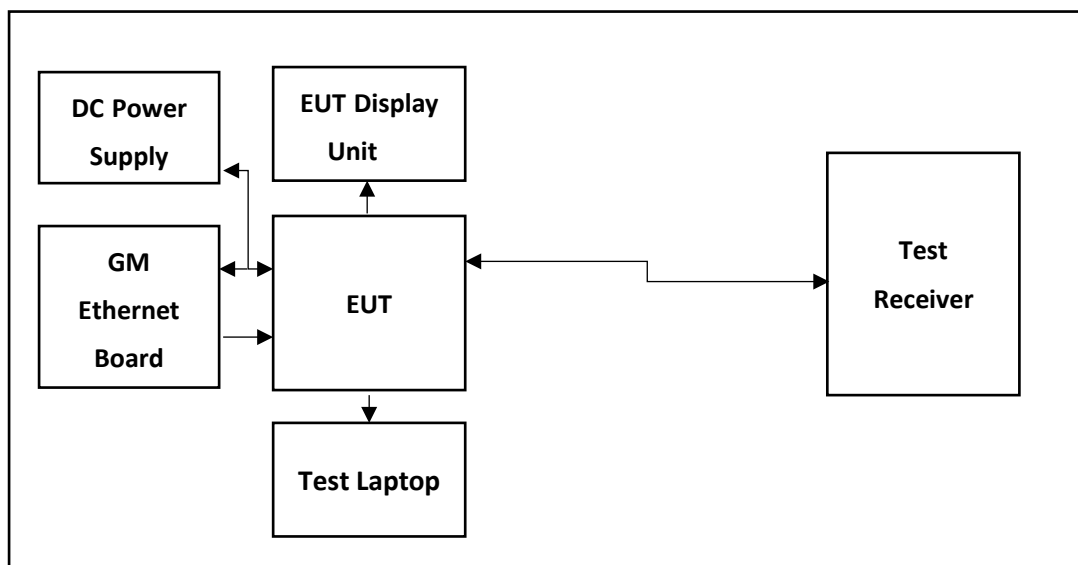 DC Power
Supply
EUT Display
Unit
GM
Ethernet
Board
EUT
Test
Receiver
Test Laptop